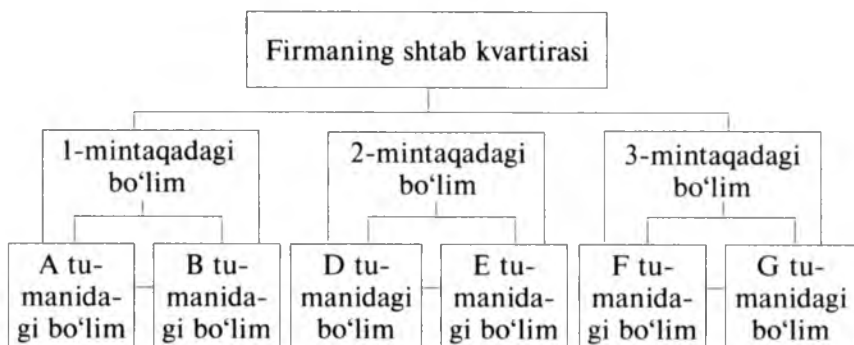 Firmaning shtab kvartirasi
1-mintaqadagi
bo‘lim
2-mintaqadagi
bo‘lim
3-mintaqadagi
bo‘lim
A tu-
manida-
gi bo‘lim
B tu-
manida-
gi bo‘lim
D tu-
manidagi
bo‘lim
E tu-
manida-
gi bo‘lim
F tu-
manida-
gi bo‘lim
G tu-
manidagi
bo‘lim